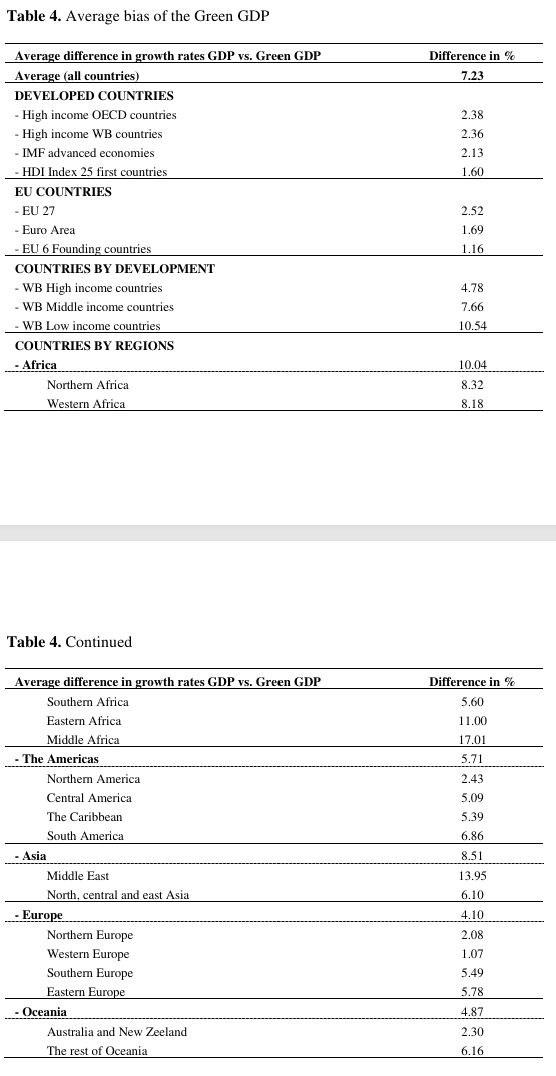 Table 4. Average bias of the Green GDP
Average difference in growth rates GDP vs. Green GDP Difference in %
Average (all countries) 7.23
DEVELOPED COUNTRIES
- High income OECD countries 2.38
- High income WB countries 2.36
- IMF advanced economies 2.13
- HDI Index 25 first countries 1.60
EU COUNTRIES
- EU 27 2.52
- Euro Area 1.69
- EU 6 Founding countries 1.16
COUNTRIES BY DEVELOPMENT
- WB High income countries 4.78
- WB Middle income countries 7.66
- WB Low income countries 10.54
COUNTRIES BY REGIONS
- Africa 10.04
Northern Africa 8.32
Western Africa 8.18
Table 4. Continued
Average difference in growth rates GDP vs. Green GDP Difference in %
Southern Africa 5.60
Eastern Africa 11.00
Middle Africa 17.01
- The Americas 5.71
Northern America 2.43
Central America 5.09
The Caribbean 5.39
South America 6.86
- Asia 8.51
Middle East 13.95
North, central and east Asia 6.10
- Europe 4.10
Northern Europe 2.08
Western Europe 1.07
Southern Europe 5.49
Eastern Europe 5.78
- Oceania 4.87
Australia and New Zeeland 2.30
The rest of Oceania 6.16